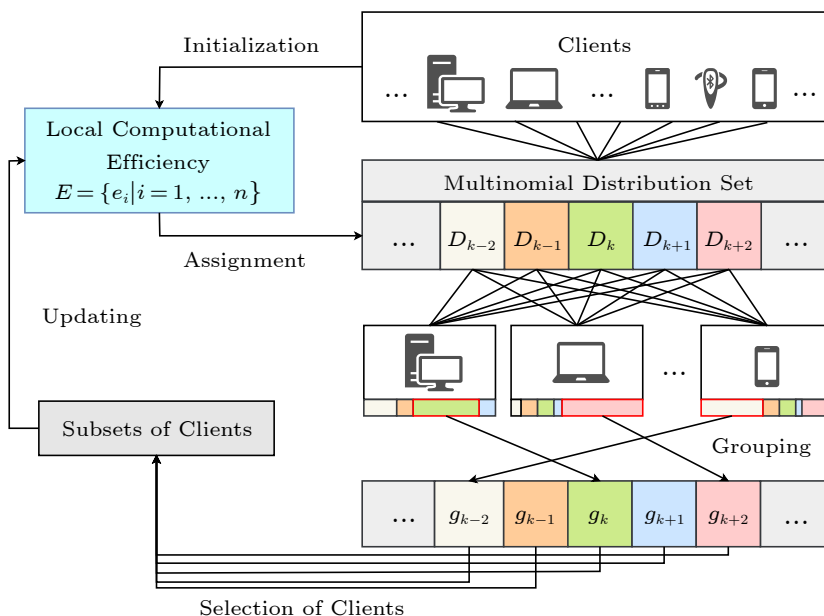 Initialization
Clients
... ... ...
Local Computational
Efficiency
E = {e_i|i = 1, ..., n}
Multinomial Distribution Set
... D_{k−2} D_{k−1} D_k D_{k+1} D_{k+2} ...
Assignment
Updating
...
Subsets of Clients
Grouping
... g_{k−2} g_{k−1} g_k g_{k+1} g_{k+2} ...
Selection of Clients